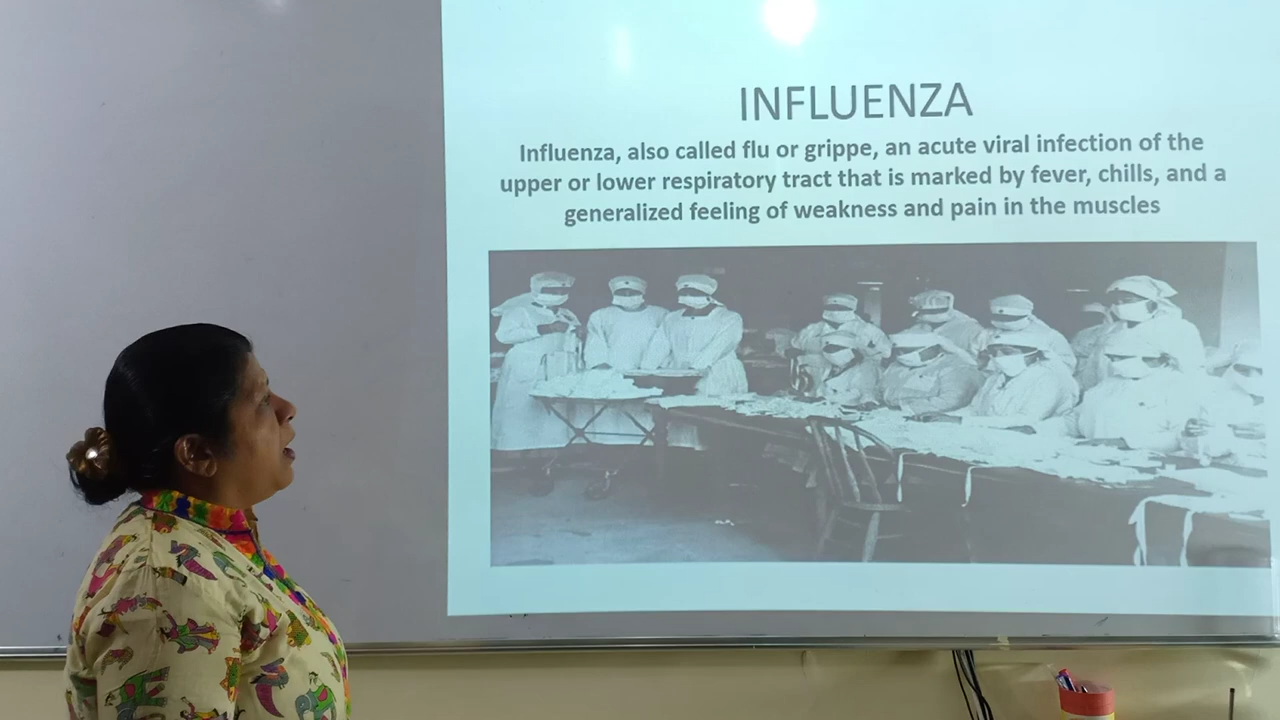 INFLUENZA
Influenza, also called flu or grippe, an acute viral infection of the
upper or lower respiratory tract that is marked by fever, chills, and a
generalized feeling of weakness and pain in the muscles